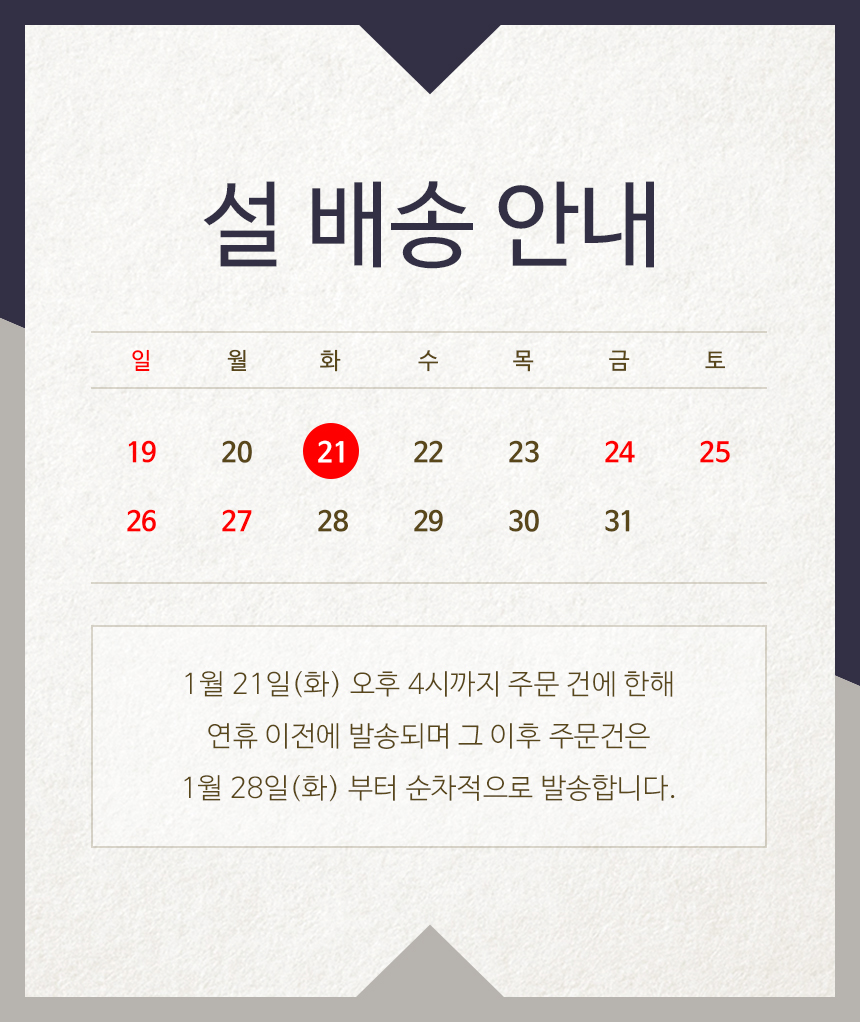 설 배송 안내
일 월 화 수 목 금 토
19 20 21 22 23 24 25
26 27 28 29 30 31
1월 21일(화) 오후 4시까지 주문 건에 한해
연휴 이전에 발송되며 그 이후 주문건은
1월 28일(화) 부터 순차적으로 발송합니다.